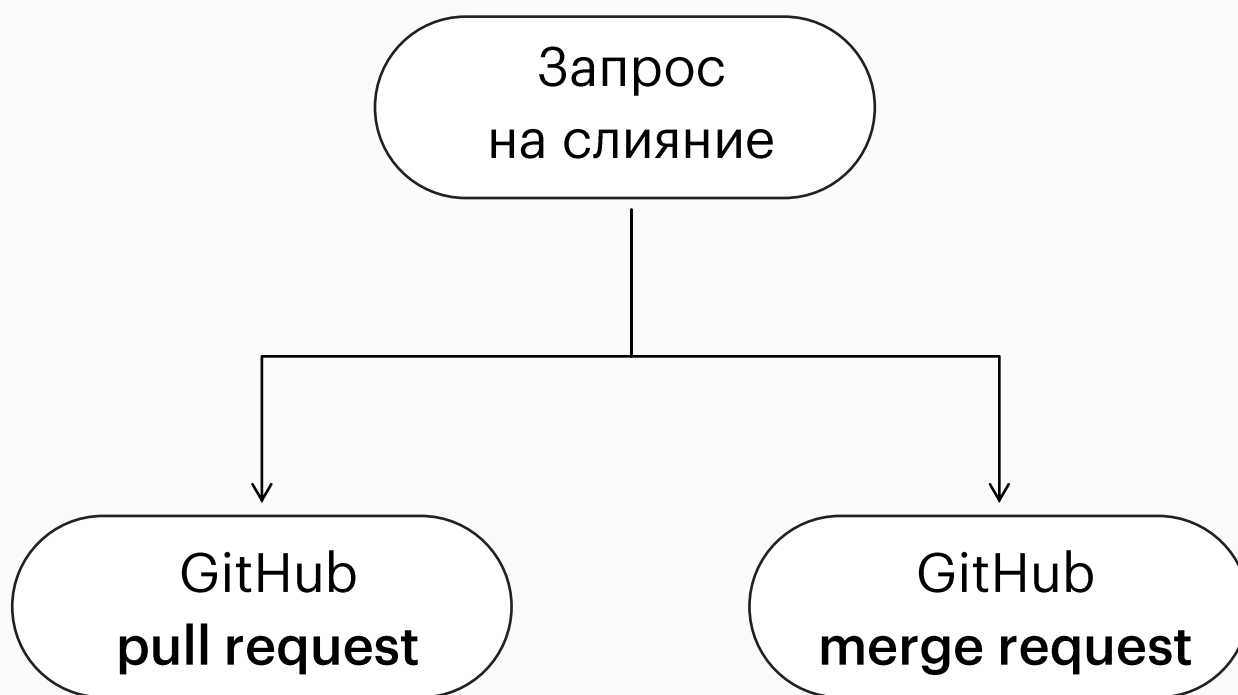 Запрос
на слияние
GitHub
pull request
GitHub
merge request